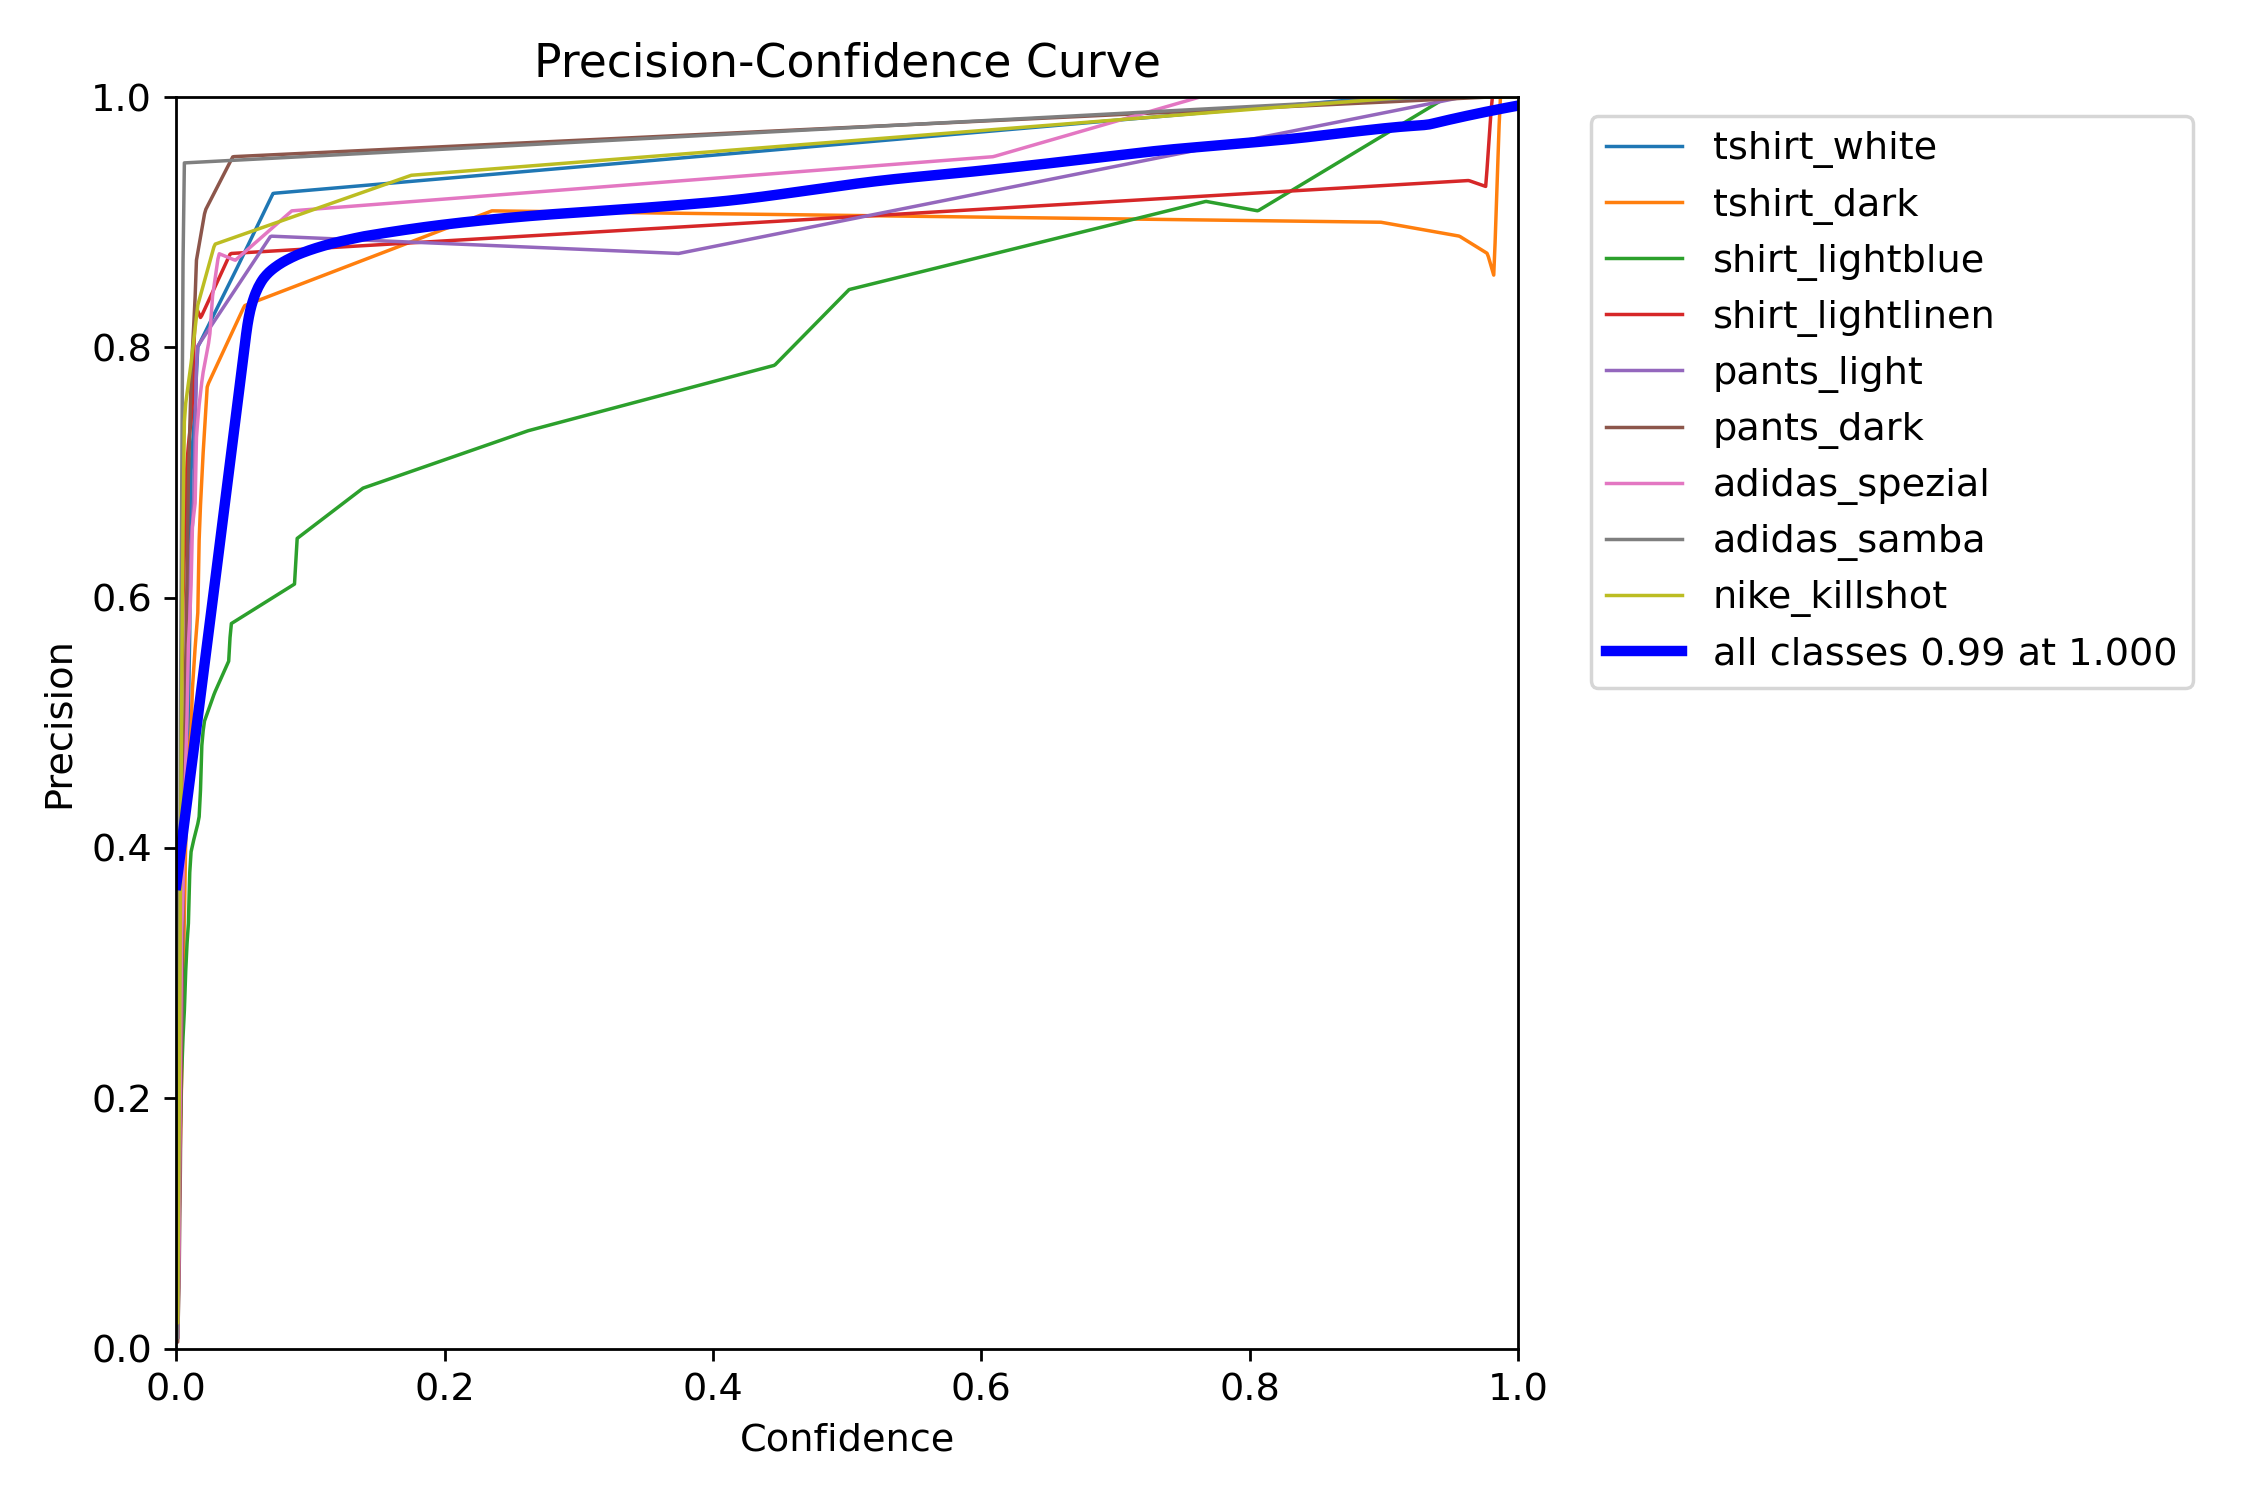 Precision-Confidence Curve
1.0
0.8
0.6
0.4
0.2
0.0
Precision
0.0 0.2 0.4 0.6 0.8 1.0
Confidence
tshirt_white
tshirt_dark
shirt_lightblue
shirt_lightlinen
pants_light
pants_dark
adidas_spezial
adidas_samba
nike_killshot
all classes 0.99 at 1.000